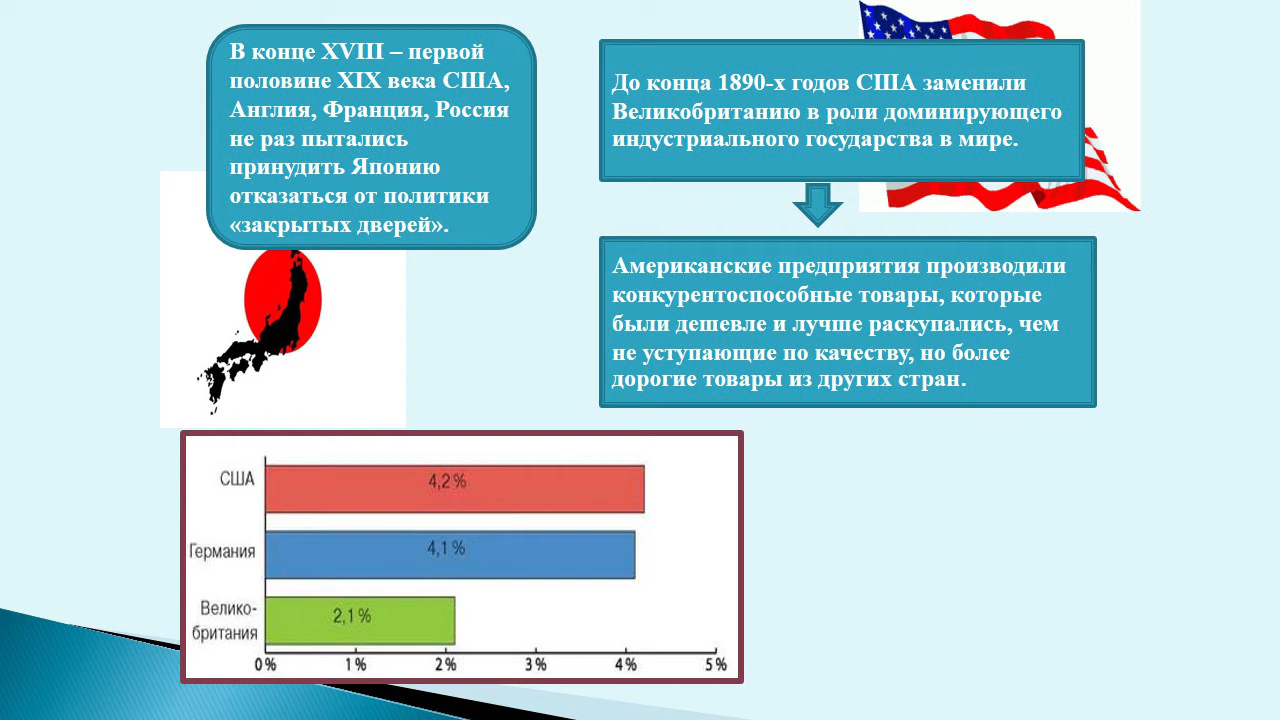 В конце XVIII – первой
половине XIX века США,
Англия, Франция, Россия
не раз пытались
принудить Японию
отказаться от политики
«закрытых дверей».
До конца 1890-х годов США заменили
Великобританию в роли доминирующего
индустриального государства в мире.
Американские предприятия производили
конкурентоспособные товары, которые
были дешевле и лучше раскупались, чем
не уступающие по качеству, но более
дорогие товары из других стран.
США
4,2 %
Германия
4,1 %
Велико-
британия
2,1 %
0 % 1 % 2 % 3 % 4 % 5 %